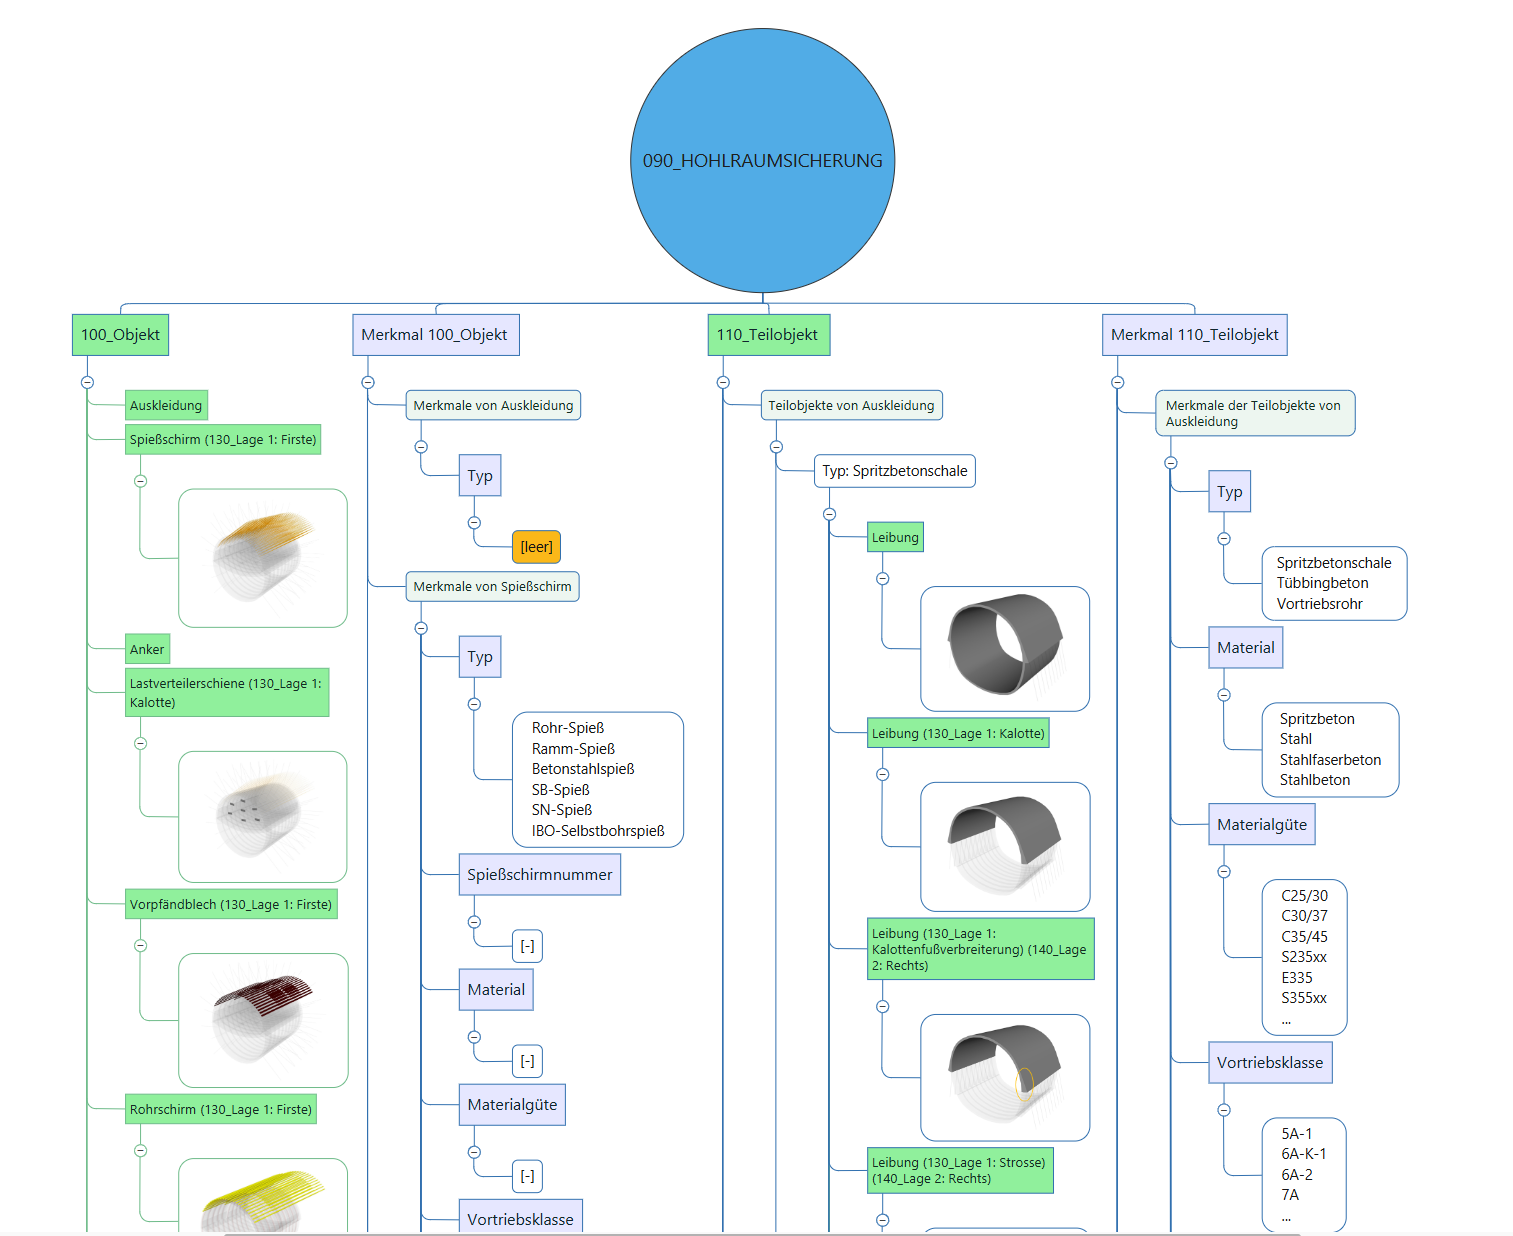 090_HOHLRAUMSICHERUNG
100_Objekt
Auskleidung
Spießschirm (130_Lage 1: Firste)
Anker
Lastverteilerschiene (130_Lage 1:
Kalotte)
Vorpfändblech (130_Lage 1: Firste)
Rohrschirm (130_Lage 1: Firste)
Merkmal 100_Objekt
Merkmale von Auskleidung
Typ
[leer]
Merkmale von Spießschirm
Typ
Rohr-Spieß
Ramm-Spieß
Betonstahlspieß
SB-Spieß
SN-Spieß
IBO-Selbstbohrspieß
Spießschirmnummer
[-]
Material
[-]
Materialgüte
[-]
Vortriebsklasse
110_Teilobjekt
Teilobjekte von Auskleidung
Typ: Spritzbetonschale
Leibung
Leibung (130_Lage 1: Kalotte)
Leibung (130_Lage 1:
Kalottenfußverbreiterung) (140_Lage
2: Rechts)
Leibung (130_Lage 1: Strosse)
(140_Lage 2: Rechts)
Merkmal 110_Teilobjekt
Merkmale der Teilobjekte von
Auskleidung
Typ
Spritzbetonschale
Tübbingbeton
Vortriebsrohr
Material
Spritzbeton
Stahl
Stahlfaserbeton
Stahlbeton
Materialgüte
C25/30
C30/37
C35/45
S235xx
E335
S355xx
...
Vortriebsklasse
5A-1
6A-K-1
6A-2
7A
...